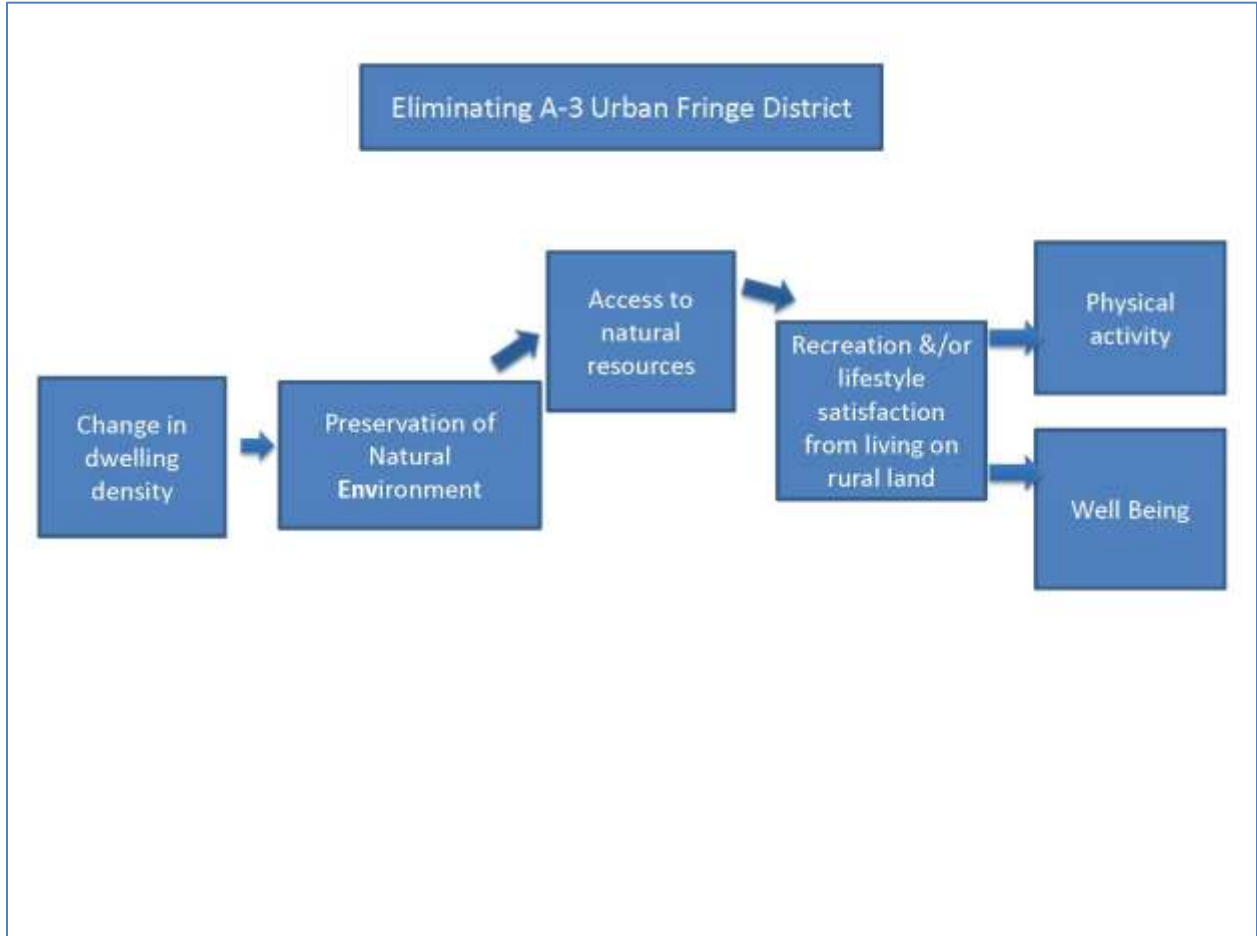 Eliminating A-3 Urban Fringe District
Change in
dwelling
density
Preservation of
Natural
Environment
Access to
natural
resources
Recreation &/or
lifestyle
satisfaction
from living on
rural land
Physical
activity
Well Being